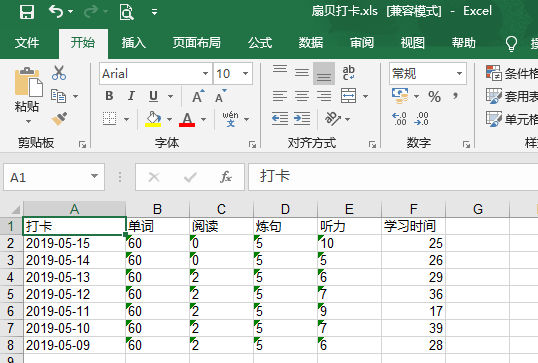 扇贝打卡.xls [兼容模式] - Excel
文件 开始 插入 页面布局 公式 数据 审阅 视图 帮助
粘贴
剪贴板
Arial 10
B I U A A
wén 文
字体
ab
c
对齐方式
常规
% ,
.00 .0
数字
条件格
套用表
单元格
A1 fx 打卡
A B C D E F G
1 打卡 单词 阅读 炼句 听力 学习时间
2 2019-05-15 60 0 5 10 25
3 2019-05-14 60 0 5 5 26
4 2019-05-13 60 2 5 6 29
5 2019-05-12 60 2 5 7 36
6 2019-05-11 60 2 5 9 17
7 2019-05-10 60 2 5 7 39
8 2019-05-09 60 2 5 6 28